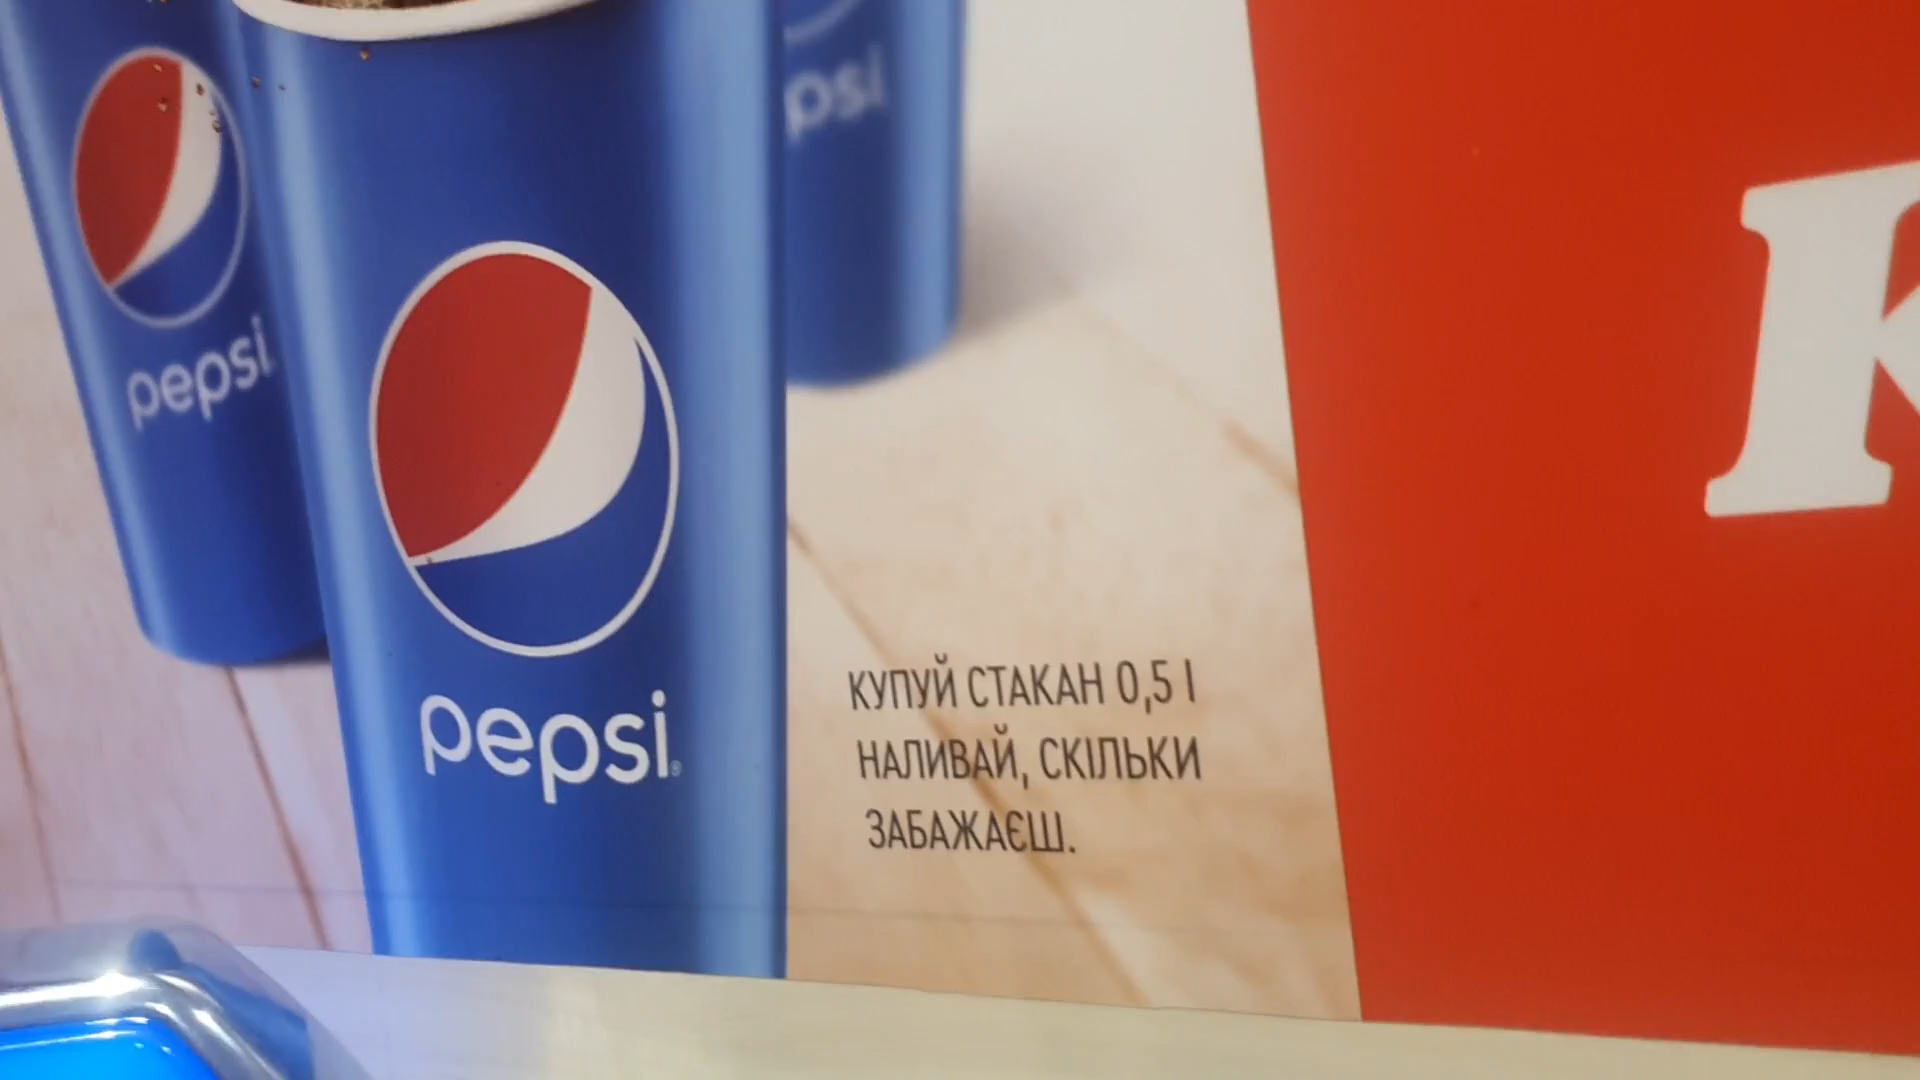 psi
pepsi
pepsi
КУПУЙ СТАКАН 0,5 І
НАЛИВАЙ, СКІЛЬКИ
ЗАБАЖАЄШ.
K